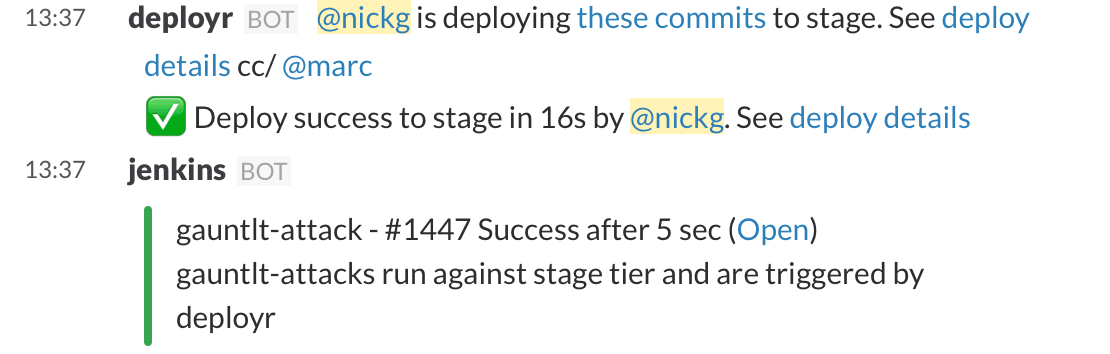 13:37 deployr BOT @nickg is deploying these commits to stage. See deploy
details cc/ @marc
✅ Deploy success to stage in 16s by @nickg. See deploy details
13:37 jenkins BOT
gauntlt-attack - #1447 Success after 5 sec (Open)
gauntlt-attacks run against stage tier and are triggered by
deployr